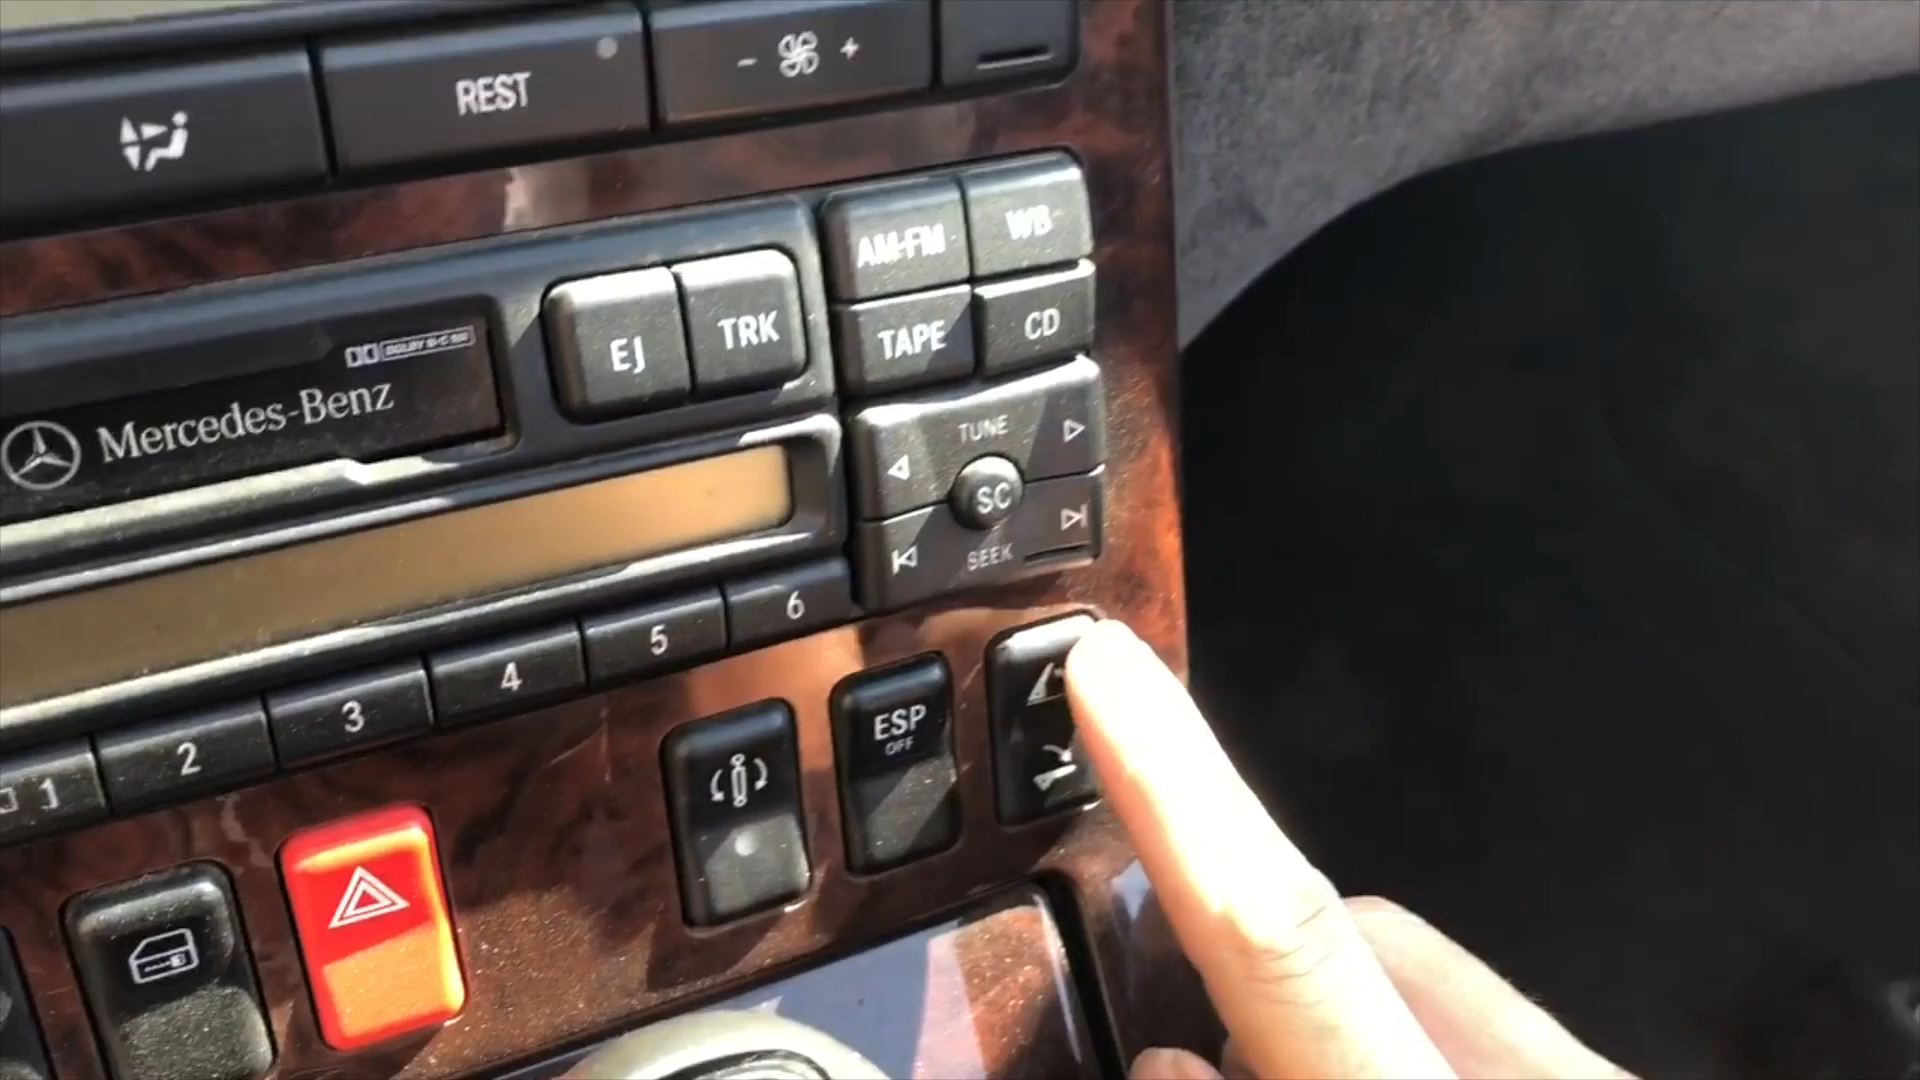 REST
- +
AM·FM WB
EJ TRK
TAPE CD
Mercedes-Benz
TUNE
SC
SEEK
1 2 3 4 5 6
ESP
OFF